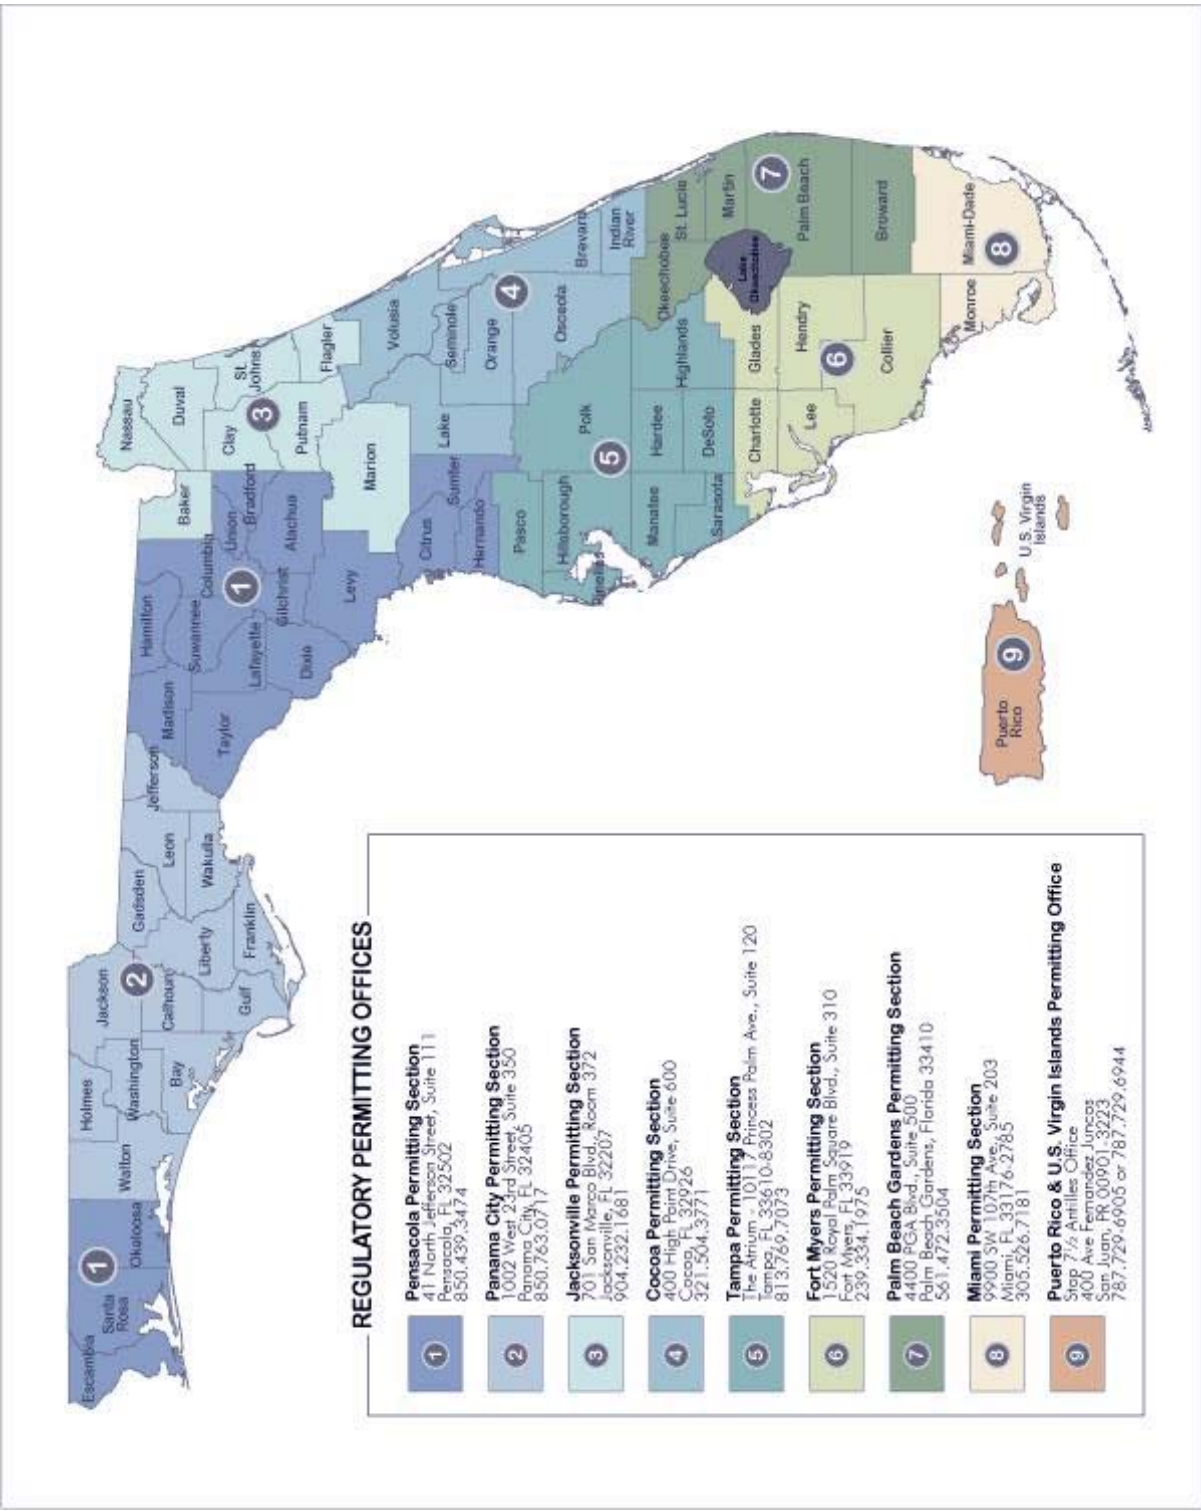 Escambia
Santa
Rosa
1
Okaloosa
Walton
Holmes
Washington
Bay
Jackson
2
Calhoun
Gulf
Liberty
Franklin
Gadsden
Leon
Wakulla
Jefferson
Madison
Taylor
Hamilton
Suwannee
Lafayette
Dixie
Columbia
1
Gilchrist
Levy
Union
Bradford
Alachua
Baker
Nassau
Duval
Clay
St.
Johns
3
Putnam
Flagler
Marion
Citrus
Sumter
Hernando
Lake
Volusia
Seminole
Orange
4
Osceola
Brevard
Indian
River
Pasco
Hillsborough
Pinellas
Polk
5
Manatee
Hardee
Highlands
Sarasota
DeSoto
Okeechobee
St. Lucie
Martin
7
Palm Beach
Broward
Lake
Okeechobee
Charlotte
Glades
Lee
Hendry
6
Collier
Monroe
Miami-Dade
8
Puerto
Rico
9
U.S. Virgin
Islands
REGULATORY PERMITTING OFFICES
1
Pensacola Permitting Section
41 North Jefferson Street, Suite 111
Pensacola, FL 32502
850.439.3474
2
Panama City Permitting Section
1002 West 23rd Street, Suite 350
Panama City, FL 32405
850.763.0717
3
Jacksonville Permitting Section
701 San Marco Blvd., Room 372
Jacksonville, FL 32207
904.232.1681
4
Cocoa Permitting Section
400 High Point Drive, Suite 600
Cocoa, FL 32926
321.504.3771
5
Tampa Permitting Section
The Atrium - 10117 Princess Palm Ave., Suite 120
Tampa, FL 33610-8302
813.769.7073
6
Fort Myers Permitting Section
1520 Royal Palm Square Blvd., Suite 310
Fort Myers, FL 33919
239.334.1975
7
Palm Beach Gardens Permitting Section
4400 PGA Blvd., Suite 500
Palm Beach Gardens, Florida 33410
561.472.3504
8
Miami Permitting Section
9900 SW 107th Ave., Suite 203
Miami, FL 33176-2785
305.526.7181
9
Puerto Rico & U.S. Virgin Islands Permitting Office
Stop 7½ Antilles Office
400 Ave Fernandez Juncos
San Juan, PR 00901-3223
787.729-6905 or 787.729.6944